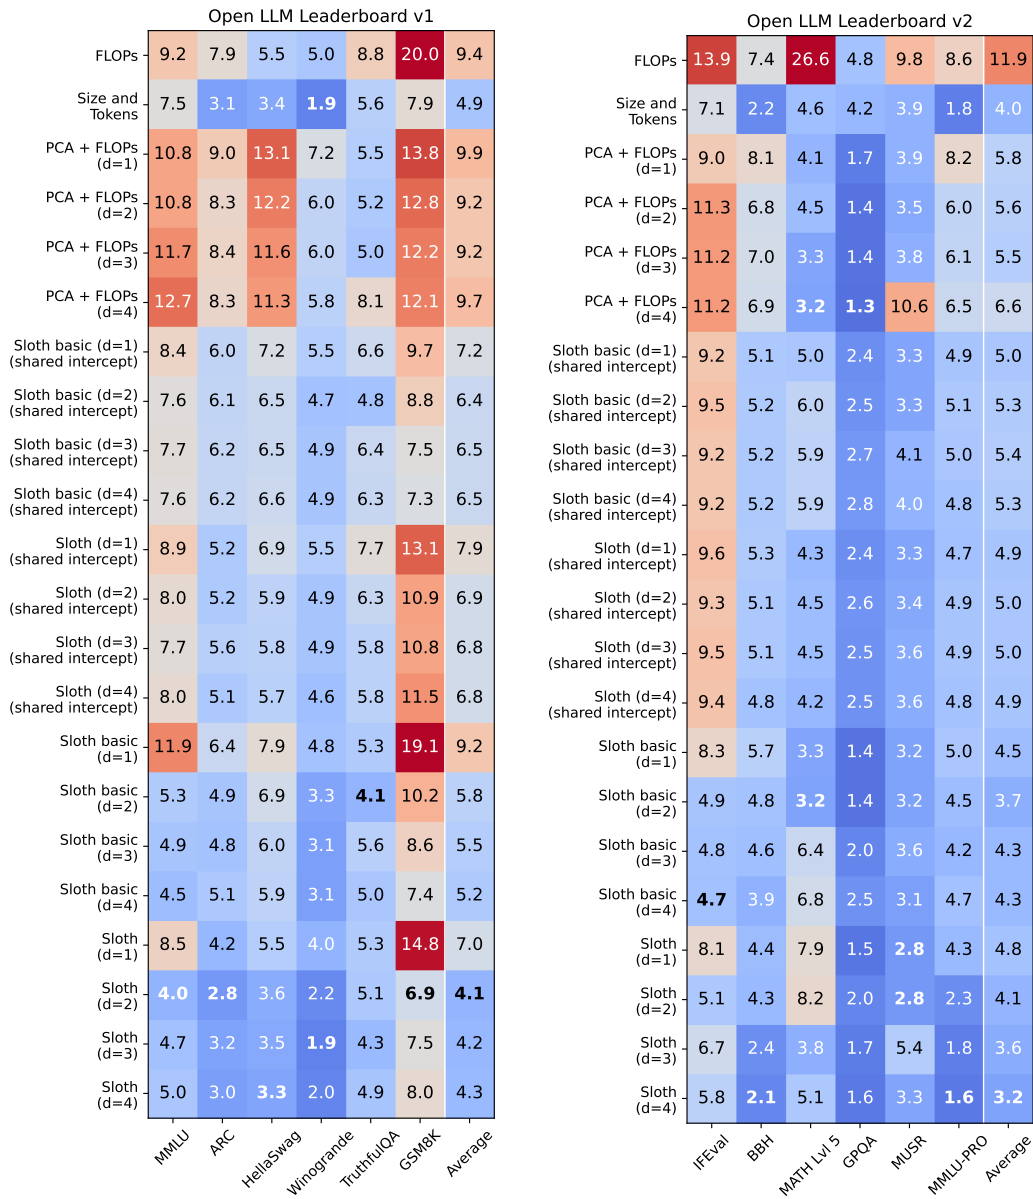 Open LLM Leaderboard v1
FLOPs 9.2 7.9 5.5 5.0 8.8 20.0 9.4
Size and
Tokens 7.5 3.1 3.4 1.9 5.6 7.9 4.9
PCA + FLOPs
(d=1) 10.8 9.0 13.1 7.2 5.5 13.8 9.9
PCA + FLOPs
(d=2) 10.8 8.3 12.2 6.0 5.2 12.8 9.2
PCA + FLOPs
(d=3) 11.7 8.4 11.6 6.0 5.0 12.2 9.2
PCA + FLOPs
(d=4) 12.7 8.3 11.3 5.8 8.1 12.1 9.7
Sloth basic (d=1)
(shared intercept) 8.4 6.0 7.2 5.5 6.6 9.7 7.2
Sloth basic (d=2)
(shared intercept) 7.6 6.1 6.5 4.7 4.8 8.8 6.4
Sloth basic (d=3)
(shared intercept) 7.7 6.2 6.5 4.9 6.4 7.5 6.5
Sloth basic (d=4)
(shared intercept) 7.6 6.2 6.6 4.9 6.3 7.3 6.5
Sloth (d=1)
(shared intercept) 8.9 5.2 6.9 5.5 7.7 13.1 7.9
Sloth (d=2)
(shared intercept) 8.0 5.2 5.9 4.9 6.3 10.9 6.9
Sloth (d=3)
(shared intercept) 7.7 5.6 5.8 4.9 5.8 10.8 6.8
Sloth (d=4)
(shared intercept) 8.0 5.1 5.7 4.6 5.8 11.5 6.8
Sloth basic
(d=1) 11.9 6.4 7.9 4.8 5.3 19.1 9.2
Sloth basic
(d=2) 5.3 4.9 6.9 3.3 4.1 10.2 5.8
Sloth basic
(d=3) 4.9 4.8 6.0 3.1 5.6 8.6 5.5
Sloth basic
(d=4) 4.5 5.1 5.9 3.1 5.0 7.4 5.2
Sloth
(d=1) 8.5 4.2 5.5 4.0 5.3 14.8 7.0
Sloth
(d=2) 4.0 2.8 3.6 2.2 5.1 6.9 4.1
Sloth
(d=3) 4.7 3.2 3.5 1.9 4.3 7.5 4.2
Sloth
(d=4) 5.0 3.0 3.3 2.0 4.9 8.0 4.3
MMLU ARC HellaSwag Winogrande TruthfulQA GSM8K Average
Open LLM Leaderboard v2
FLOPs 13.9 7.4 26.6 4.8 9.8 8.6 11.9
Size and
Tokens 7.1 2.2 4.6 4.2 3.9 1.8 4.0
PCA + FLOPs
(d=1) 9.0 8.1 4.1 1.7 3.9 8.2 5.8
PCA + FLOPs
(d=2) 11.3 6.8 4.5 1.4 3.5 6.0 5.6
PCA + FLOPs
(d=3) 11.2 7.0 3.3 1.4 3.8 6.1 5.5
PCA + FLOPs
(d=4) 11.2 6.9 3.2 1.3 10.6 6.5 6.6
Sloth basic (d=1)
(shared intercept) 9.2 5.1 5.0 2.4 3.3 4.9 5.0
Sloth basic (d=2)
(shared intercept) 9.5 5.2 6.0 2.5 3.3 5.1 5.3
Sloth basic (d=3)
(shared intercept) 9.2 5.2 5.9 2.7 4.1 5.0 5.4
Sloth basic (d=4)
(shared intercept) 9.2 5.2 5.9 2.8 4.0 4.8 5.3
Sloth (d=1)
(shared intercept) 9.6 5.3 4.3 2.4 3.3 4.7 4.9
Sloth (d=2)
(shared intercept) 9.3 5.1 4.5 2.6 3.4 4.9 5.0
Sloth (d=3)
(shared intercept) 9.5 5.1 4.5 2.5 3.6 4.9 5.0
Sloth (d=4)
(shared intercept) 9.4 4.8 4.2 2.5 3.6 4.8 4.9
Sloth basic
(d=1) 8.3 5.7 3.3 1.4 3.2 5.0 4.5
Sloth basic
(d=2) 4.9 4.8 3.2 1.4 3.2 4.5 3.7
Sloth basic
(d=3) 4.8 4.6 6.4 2.0 3.6 4.2 4.3
Sloth basic
(d=4) 4.7 3.9 6.8 2.5 3.1 4.7 4.3
Sloth
(d=1) 8.1 4.4 7.9 1.5 2.8 4.3 4.8
Sloth
(d=2) 5.1 4.3 8.2 2.0 2.8 2.3 4.1
Sloth
(d=3) 6.7 2.4 3.8 1.7 5.4 1.8 3.6
Sloth
(d=4) 5.8 2.1 5.1 1.6 3.3 1.6 3.2
IFEval BBH MATH Lvl 5 GPQA MUSR MMLU-PRO Average